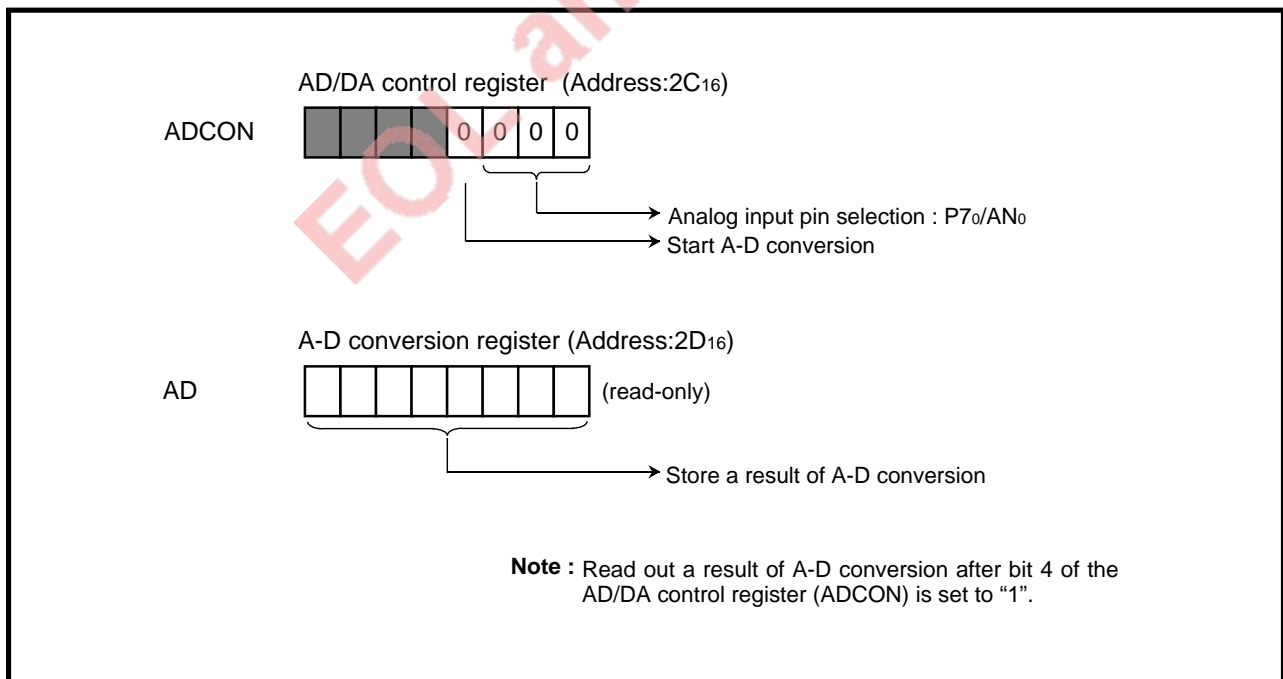 EOL an
AD/DA control register (Address:2C16)
ADCON
0 0 0 0
Analog input pin selection : P70/AN0
Start A-D conversion
A-D conversion register (Address:2D16)
AD
(read-only)
Store a result of A-D conversion
Note : Read out a result of A-D conversion after bit 4 of the
AD/DA control register (ADCON) is set to “1”.